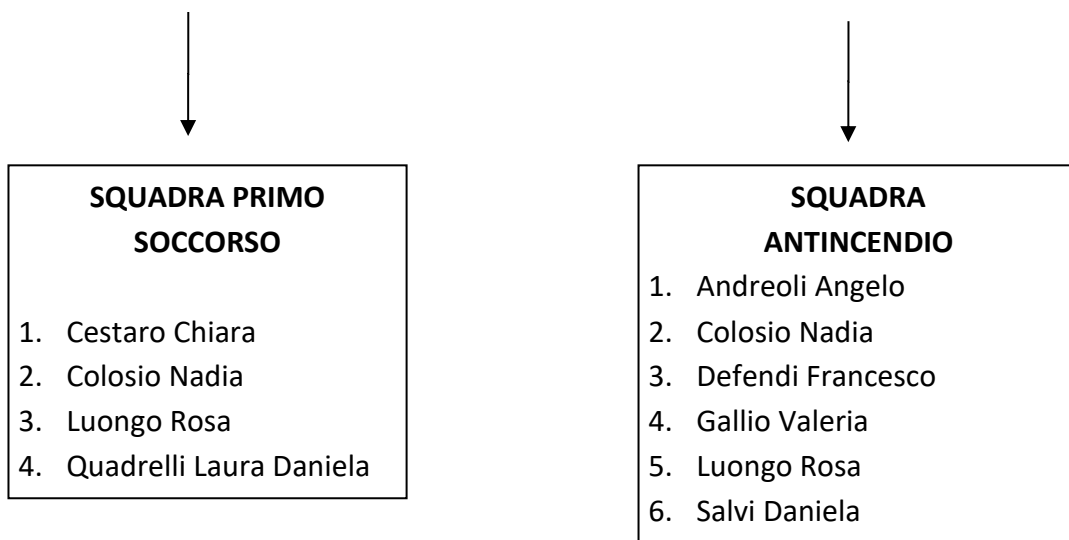 SQUADRA PRIMO
SOCCORSO
1. Cestaro Chiara
2. Colosio Nadia
3. Luongo Rosa
4. Quadrelli Laura Daniela
SQUADRA
ANTINCENDIO
1. Andreoli Angelo
2. Colosio Nadia
3. Defendi Francesco
4. Gallio Valeria
5. Luongo Rosa
6. Salvi Daniela